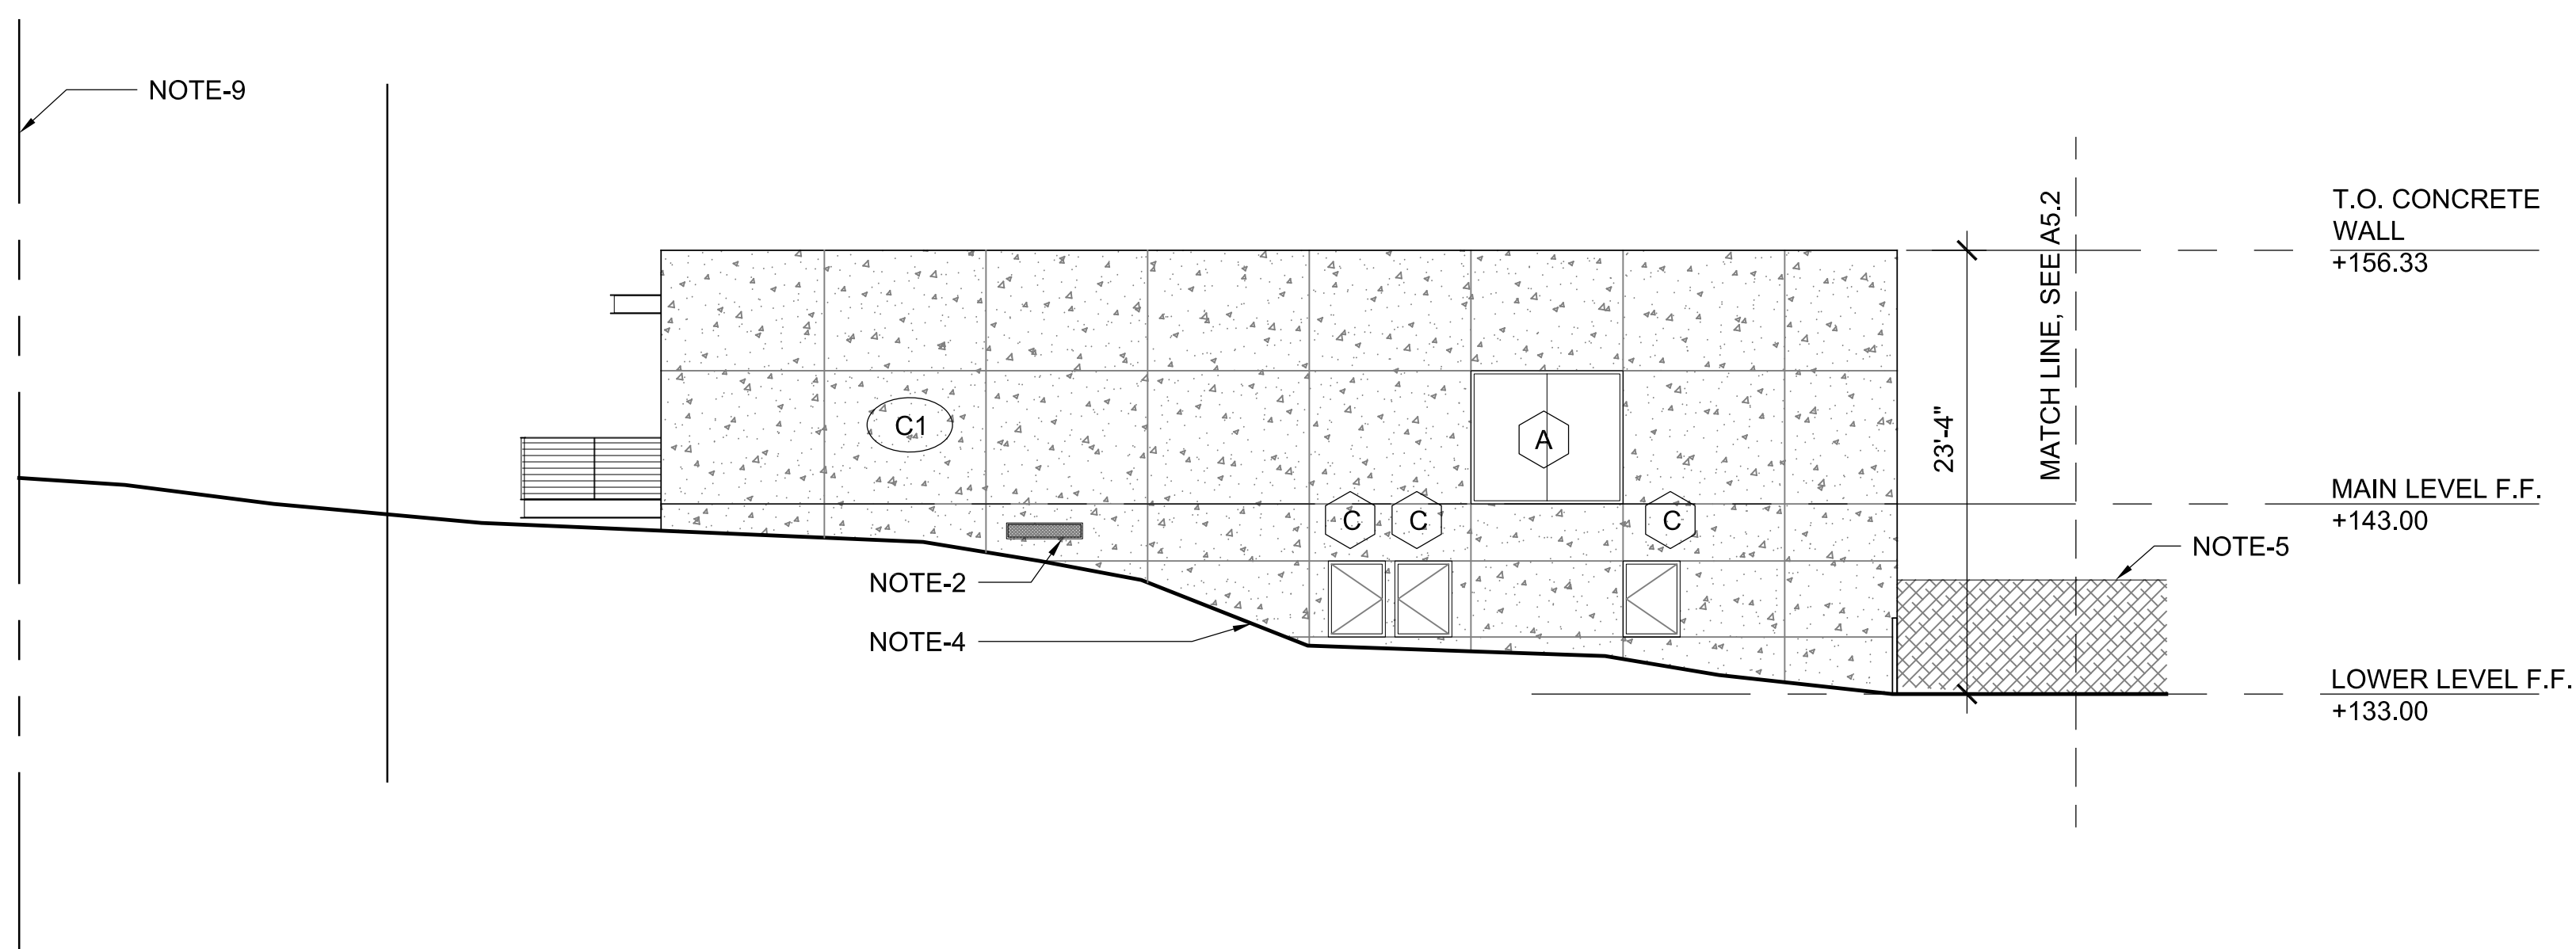 NOTE-9
T.O. CONCRETE
WALL
+156.33
MATCH LINE, SEE A5.2
C1
A
23'-4"
MAIN LEVEL F.F.
+143.00
C
C
C
NOTE-5
NOTE-2
NOTE-4
LOWER LEVEL F.F.
+133.00